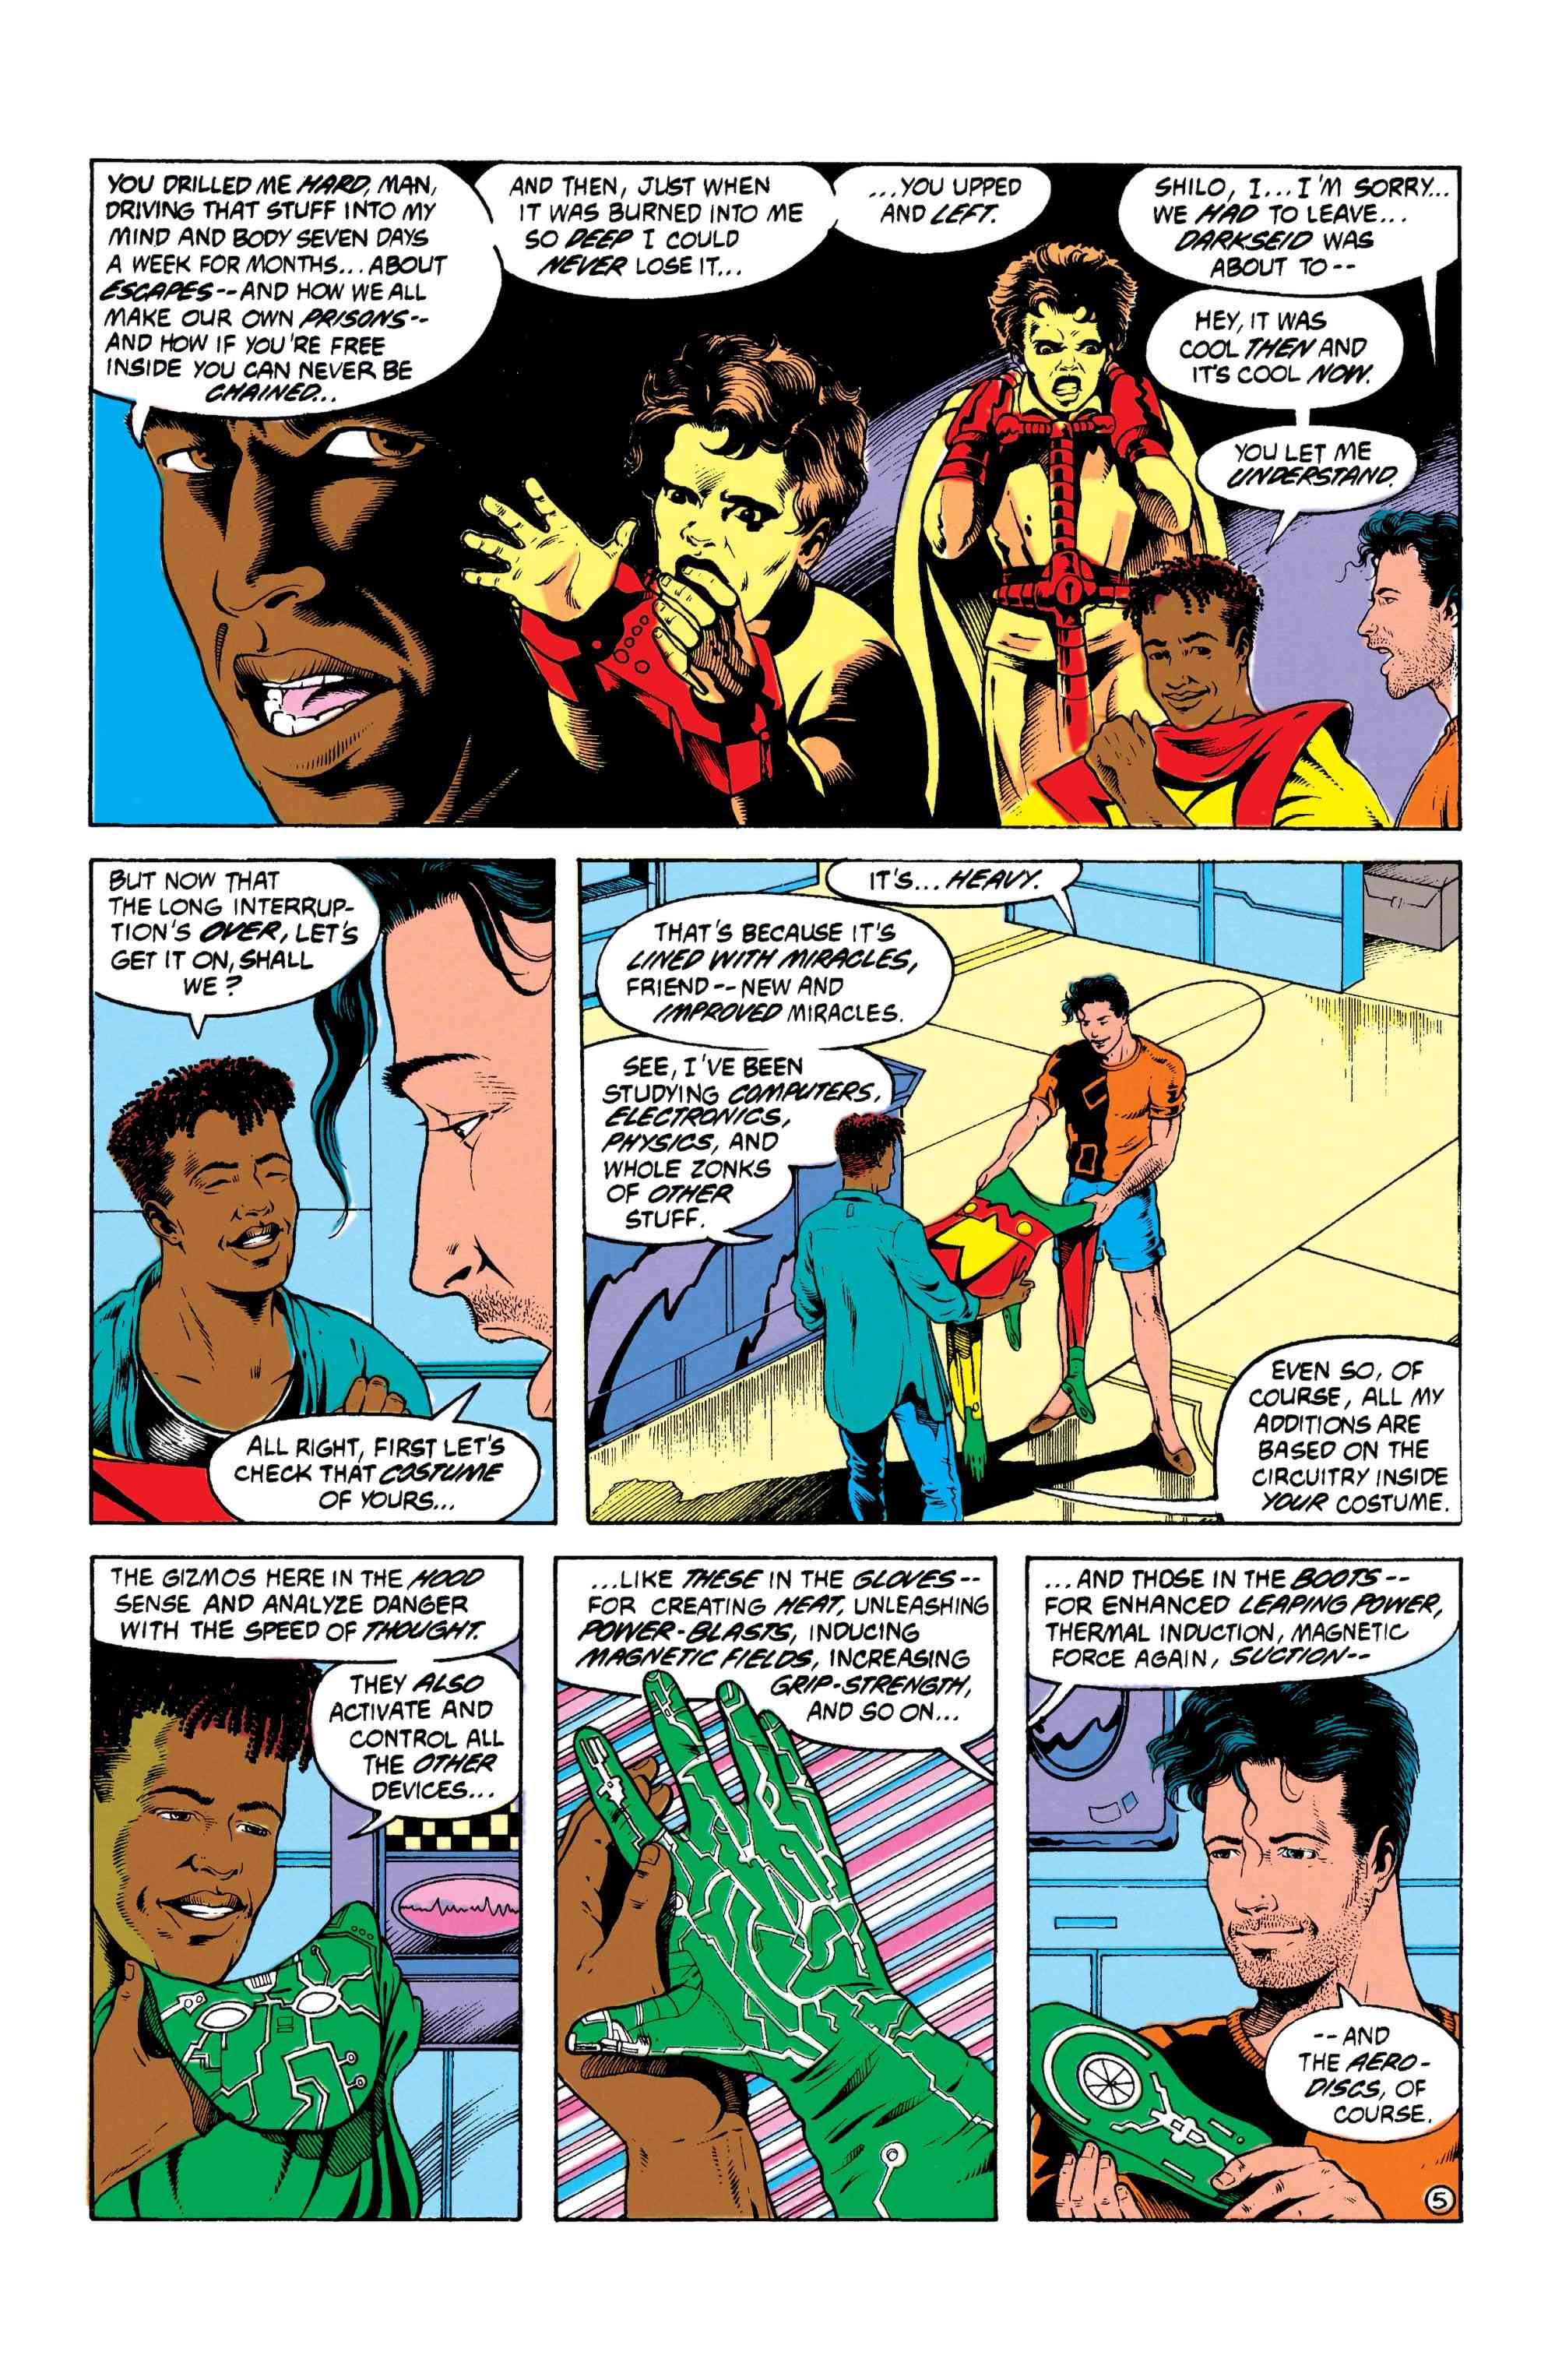 YOU DRILLED ME HARD, MAN,
DRIVING THAT STUFF INTO MY
MIND AND BODY SEVEN DAYS
A WEEK FOR MONTHS... ABOUT
ESCAPES--AND HOW WE ALL
MAKE OUR OWN PRISONS--
AND HOW IF YOU'RE FREE
INSIDE YOU CAN NEVER BE
CHAINED...
AND THEN, JUST WHEN
IT WAS BURNED INTO ME
SO DEEP I COULD
NEVER LOSE IT...
...YOU UPPED
AND LEFT.
SHILO, I...I'M SORRY...
WE HAD TO LEAVE...
DARKSEID WAS
ABOUT TO--
HEY, IT WAS
COOL THEN AND
IT'S COOL NOW.
YOU LET ME
UNDERSTAND.
BUT NOW THAT
THE LONG INTERRUP-
TION'S OVER, LET'S
GET IT ON, SHALL
WE?
ALL RIGHT, FIRST LET'S
CHECK THAT COSTUME
OF YOURS...
IT'S... HEAVY.
THAT'S BECAUSE IT'S
LINED WITH MIRACLES,
FRIEND--NEW AND
IMPROVED MIRACLES.
SEE, I'VE BEEN
STUDYING COMPUTERS,
ELECTRONICS,
PHYSICS, AND
WHOLE ZONKS
OF OTHER
STUFF.
EVEN SO, OF
COURSE, ALL MY
ADDITIONS ARE
BASED ON THE
CIRCUITRY INSIDE
YOUR COSTUME.
THE GIZMOS HERE IN THE HOOD
SENSE AND ANALYZE DANGER
WITH THE SPEED OF THOUGHT.
THEY ALSO
ACTIVATE AND
CONTROL ALL
THE OTHER
DEVICES...
...LIKE THESE IN THE GLOVES--
FOR CREATING HEAT, UNLEASHING
POWER-BLASTS, INDUCING
MAGNETIC FIELDS, INCREASING
GRIP-STRENGTH,
AND SO ON...
...AND THOSE IN THE BOOTS--
FOR ENHANCED LEAPING POWER,
THERMAL INDUCTION, MAGNETIC
FORCE AGAIN, SUCTION--
--AND
THE AERO-
DISCS, OF
COURSE.
5